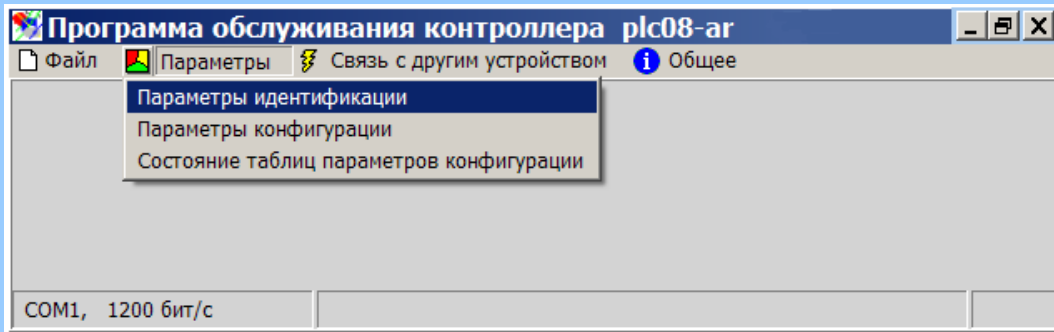 Программа обслуживания контроллера plc08-ar
Файл Параметры Связь с другим устройством Общее
Параметры идентификации
Параметры конфигурации
Состояние таблиц параметров конфигурации
COM1, 1200 бит/с